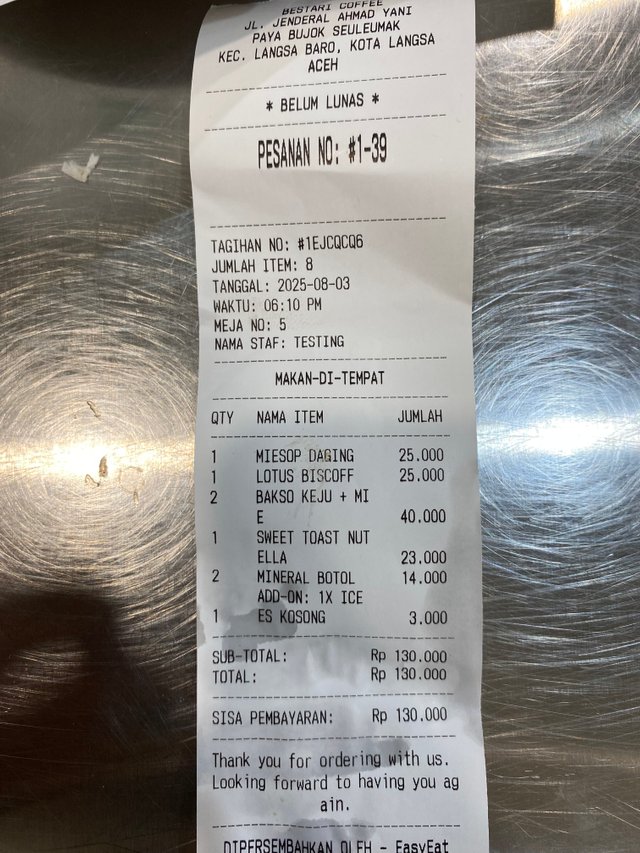 BESTARI COFFEE
JL. JENDERAL AHMAD YANI
PAYA BUJOK SEULEUMAK
KEC. LANGSA BARO, KOTA LANGSA
ACEH
* BELUM LUNAS *
PESANAN NO: #1-39
TAGIHAN NO: #1EJCQCQ6
JUMLAH ITEM: 8
TANGGAL: 2025-08-03
WAKTU: 06:10 PM
MEJA NO: 5
NAMA STAF: TESTING
MAKAN-DI-TEMPAT
QTY NAMA ITEM JUMLAH
1 MIESOP DAGING 25.000
1 LOTUS BISCOFF 25.000
2 BAKSO KEJU + MI
E 40.000
1 SWEET TOAST NUT
ELLA 23.000
2 MINERAL BOTOL 14.000
ADD-ON: 1X ICE
1 ES KOSONG 3.000
SUB-TOTAL: Rp 130.000
TOTAL: Rp 130.000
SISA PEMBAYARAN: Rp 130.000
Thank you for ordering with us.
Looking forward to having you ag
ain.
DIPERSEMBAHKAN OLEH - EasyEat